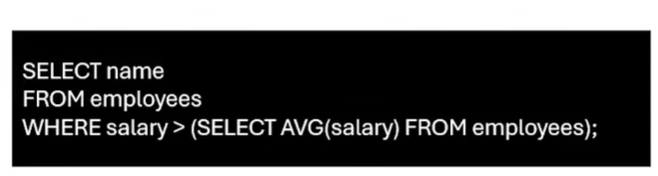 SELECT name
FROM employees
WHERE salary > (SELECT AVG(salary) FROM employees);